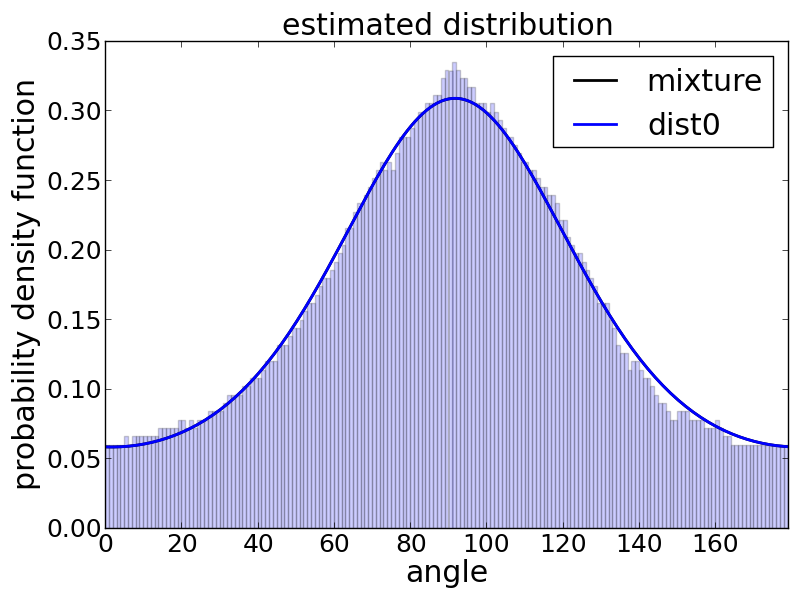 estimated distribution
0.35
0.30
0.25
0.20
0.15
0.10
0.05
0.00
probability density function
mixture
dist0
0 20 40 60 80 100 120 140 160
angle